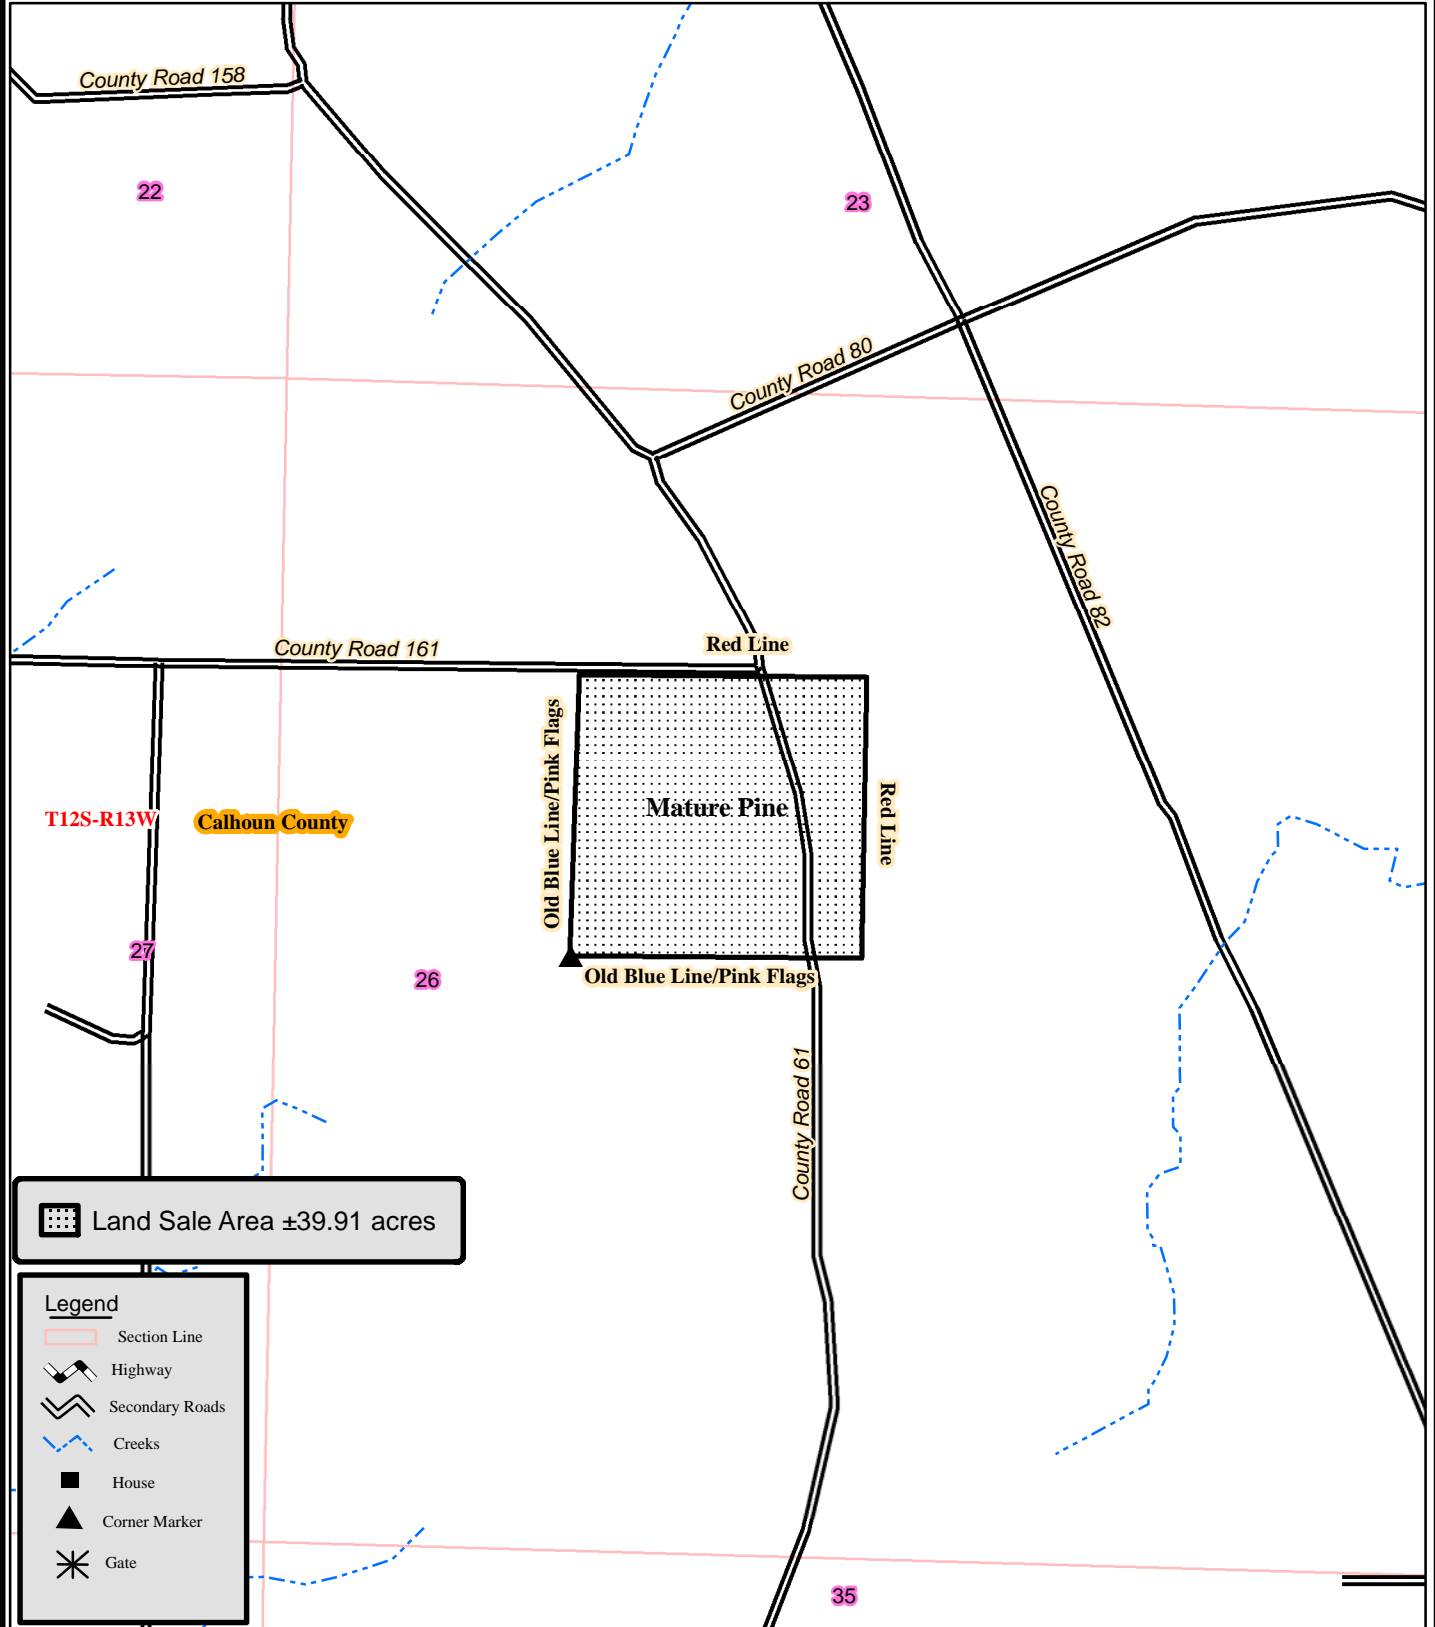 County Road 158
22
23
County Road 80
County Road 82
County Road 161
Red Line
Old Blue Line/Pink Flags
Mature Pine
Red Line
T12S-R13W
Calhoun County
27
26
Old Blue Line/Pink Flags
County Road 61
Land Sale Area ±39.91 acres
Legend
Section Line
Highway
Secondary Roads
Creeks
House
Corner Marker
Gate
35